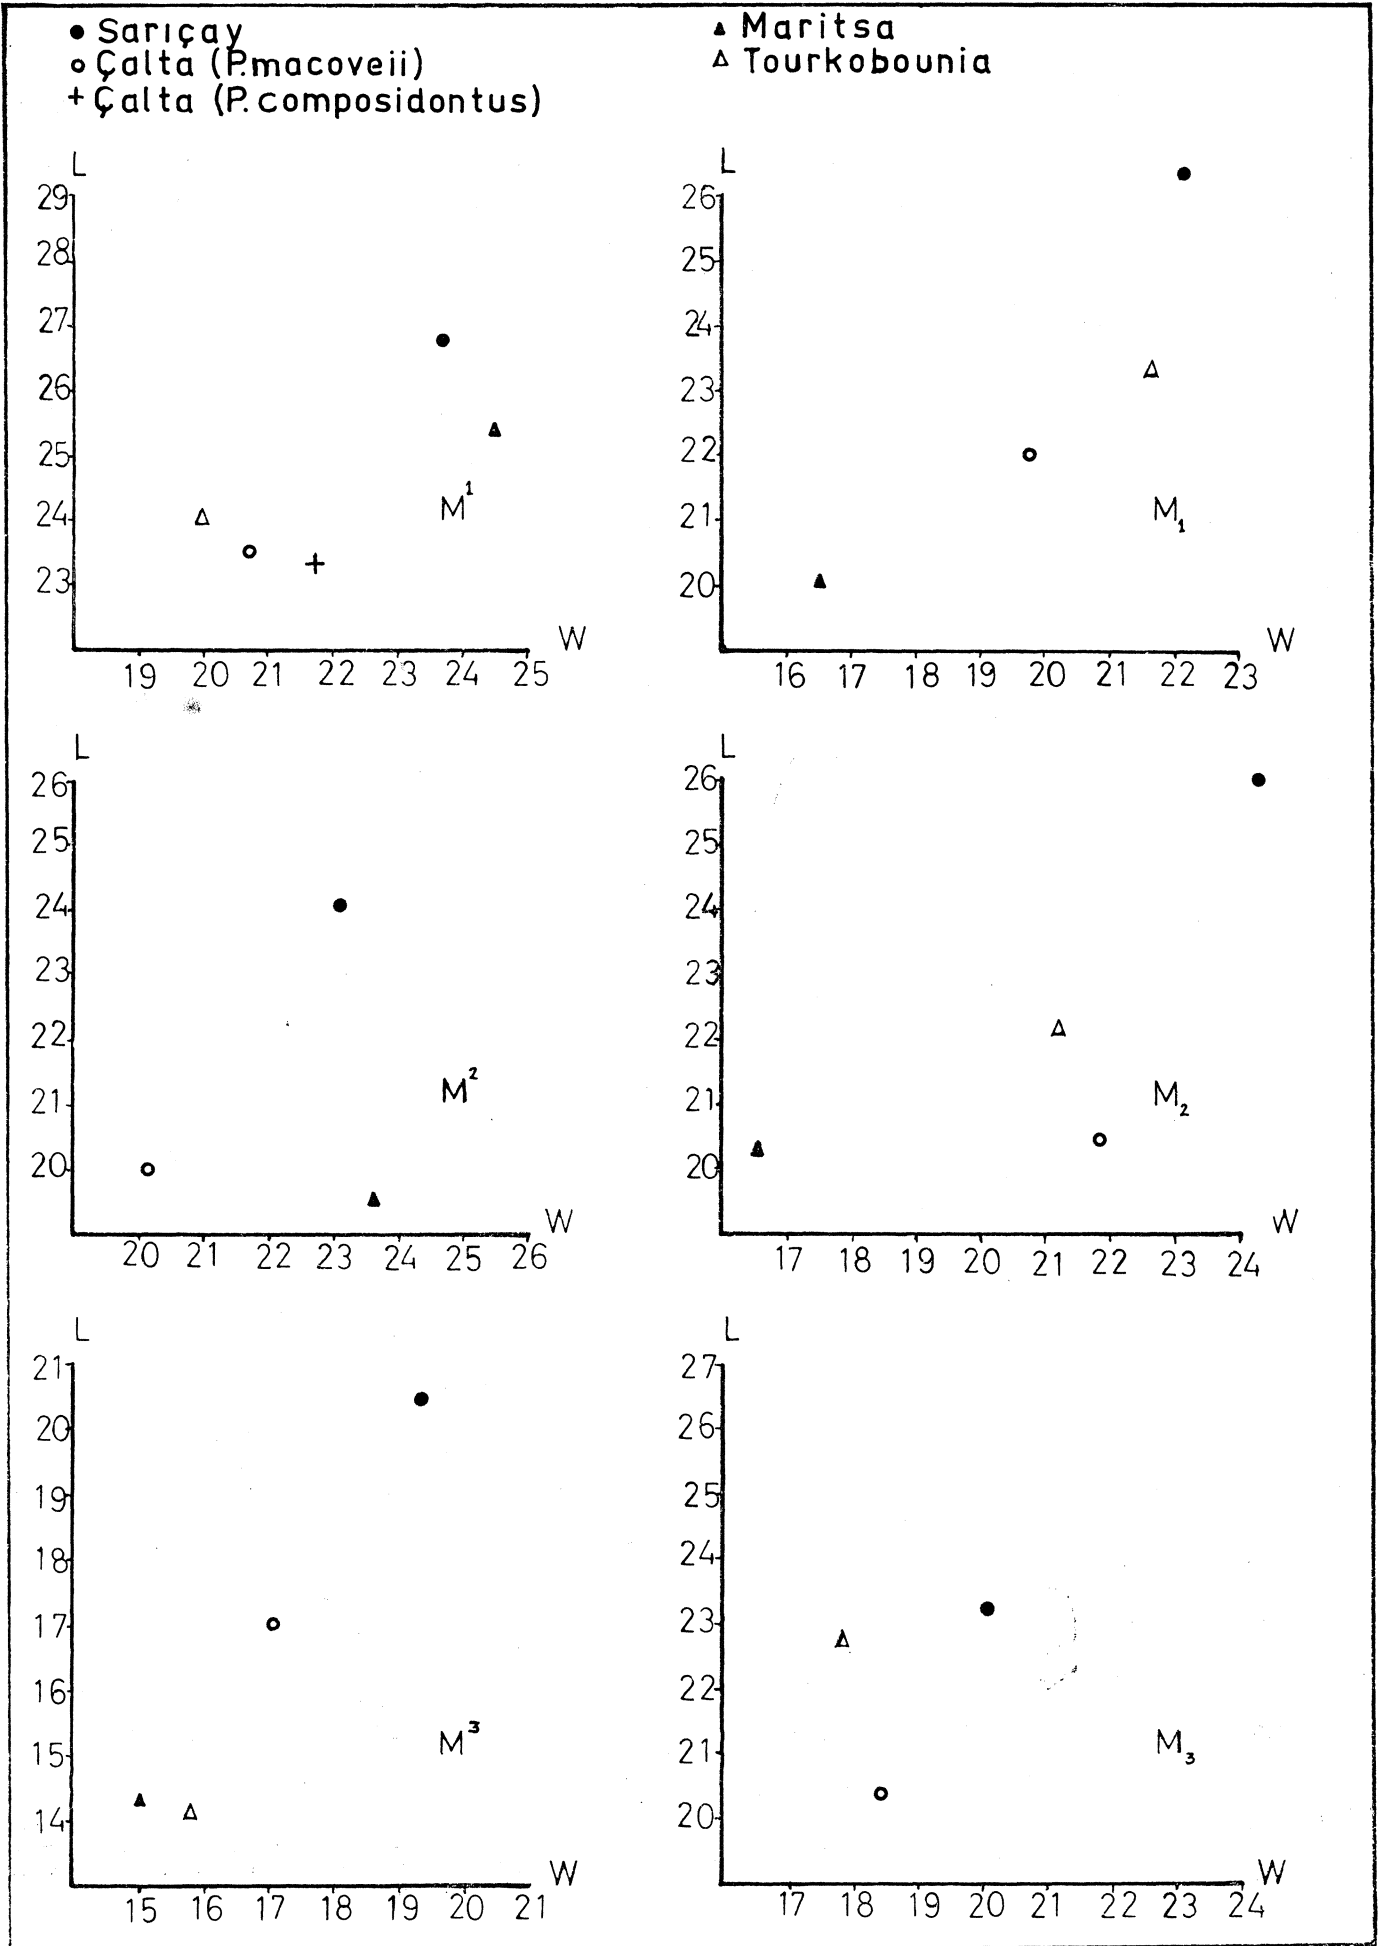 ● Sarıçay
○ Çalta (P.macoveii)
+ Çalta (P.composidontus)
▲ Maritsa
△ Tourkobounia
L
29
28
27
26
25
24
23
M¹
W
19 20 21 22 23 24 25
L
26
25
24
23
22
21
20
M₁
W
16 17 18 19 20 21 22 23
L
26
25
24
23
22
21
20
M²
W
20 21 22 23 24 25 26
L
26
25
24
23
22
21
20
M₂
W
17 18 19 20 21 22 23 24
L
21
20
19
18
17
16
15
14
M³
W
15 16 17 18 19 20 21
L
27
26
25
24
23
22
21
20
M₃
W
17 18 19 20 21 22 23 24